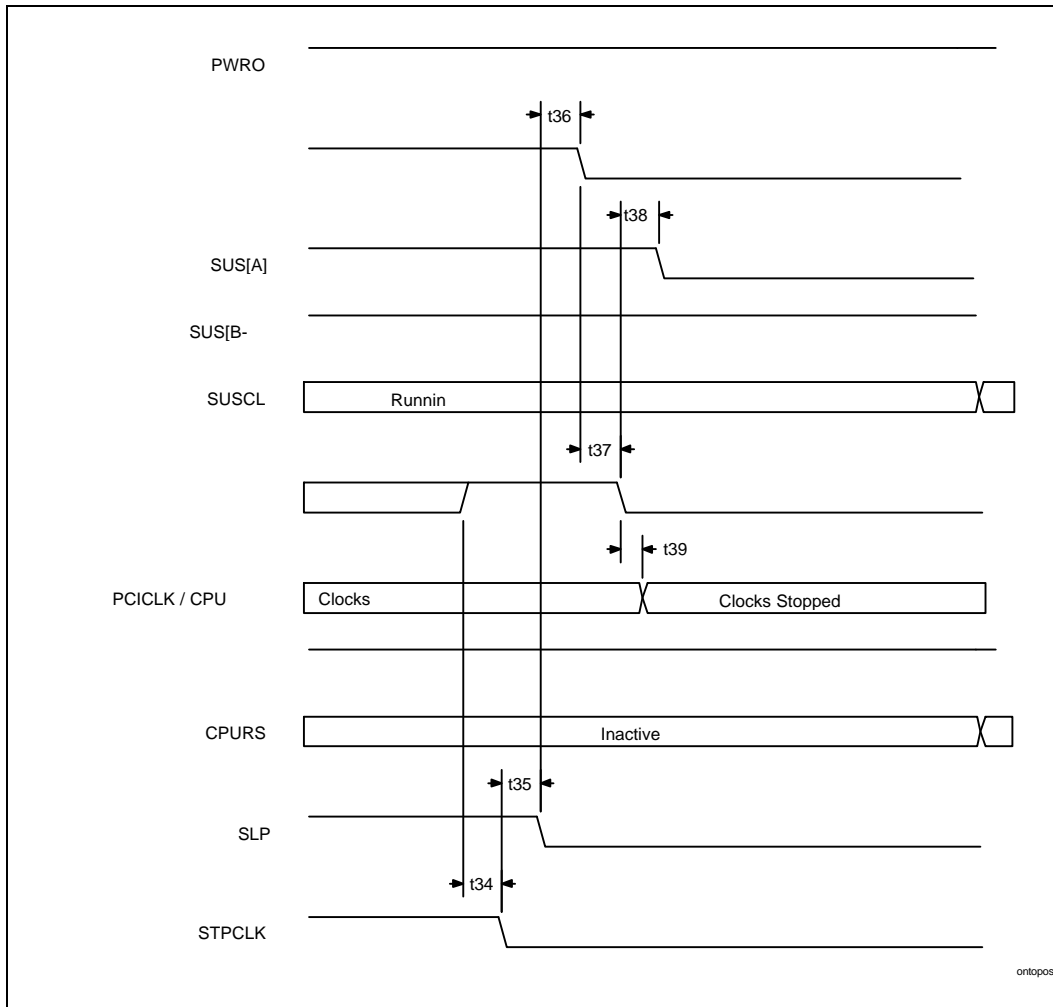 PWRO
t36
t38
SUS[A]
SUS[B-
SUSCL
Runnin
t37
t39
PCICLK / CPU
Clocks
Clocks Stopped
CPURS
Inactive
t35
SLP
t34
STPCLK
ontopos